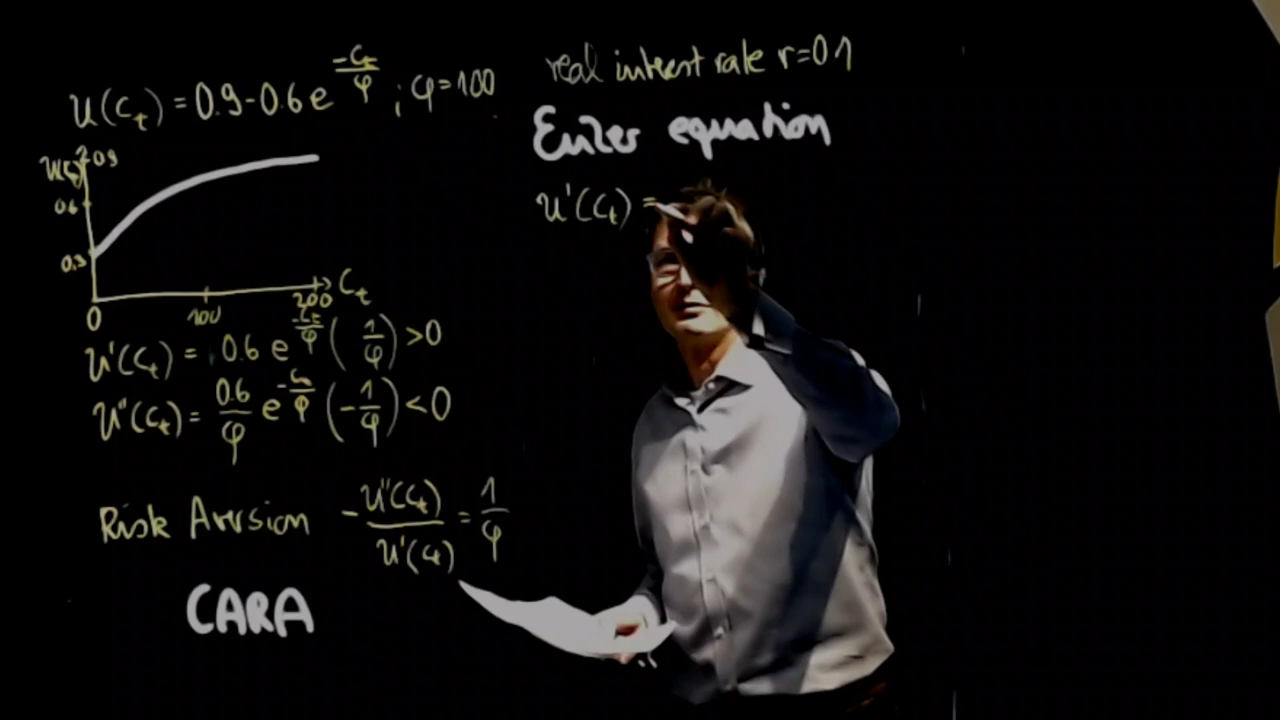 u(C_t) = 0.9 - 0.6 e^{-C_t/φ} ; φ = 100
u(C_t)
0.9
0.6
0.3
0 100 200 C_t
u'(C_t) = 0.6 e^{-C_t/φ} (1/φ) > 0
u''(C_t) = 0.6/φ e^{-C_t/φ} (-1/φ) < 0
Risk Aversion - u''(C_t)/u'(C_t) = 1/φ
CARA
real interest rate r = 0.1
Euler equation
u'(C_t) =